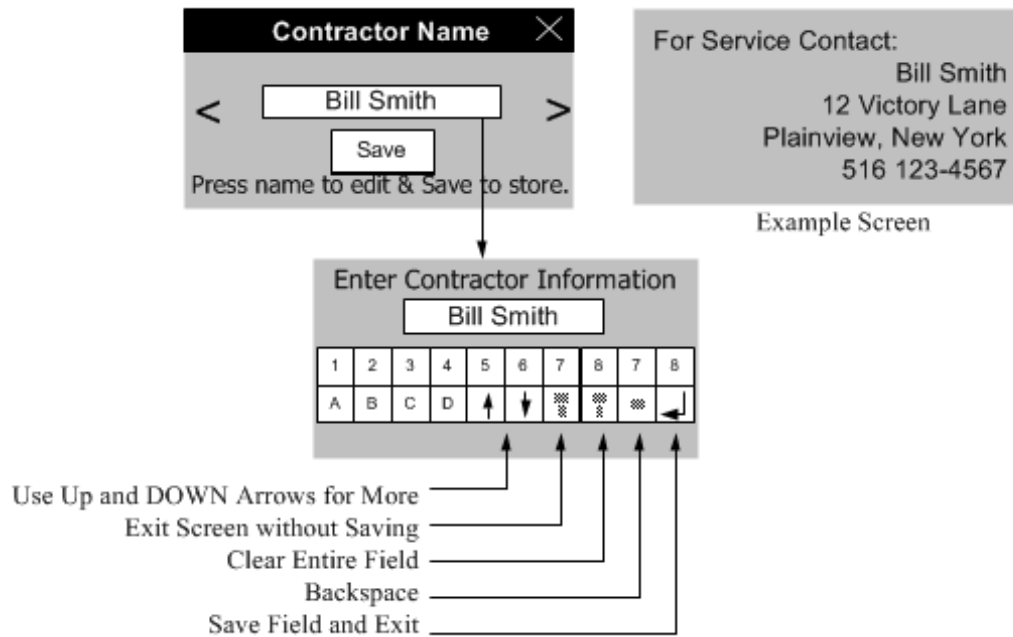 Contractor Name
< Bill Smith >
Save
Press name to edit & Save to store.
For Service Contact:
Bill Smith
12 Victory Lane
Plainview, New York
516 123-4567
Example Screen
Enter Contractor Information
Bill Smith
1 2 3 4 5 6 7 8 7 8
A B C D
Use Up and DOWN Arrows for More
Exit Screen without Saving
Clear Entire Field
Backspace
Save Field and Exit